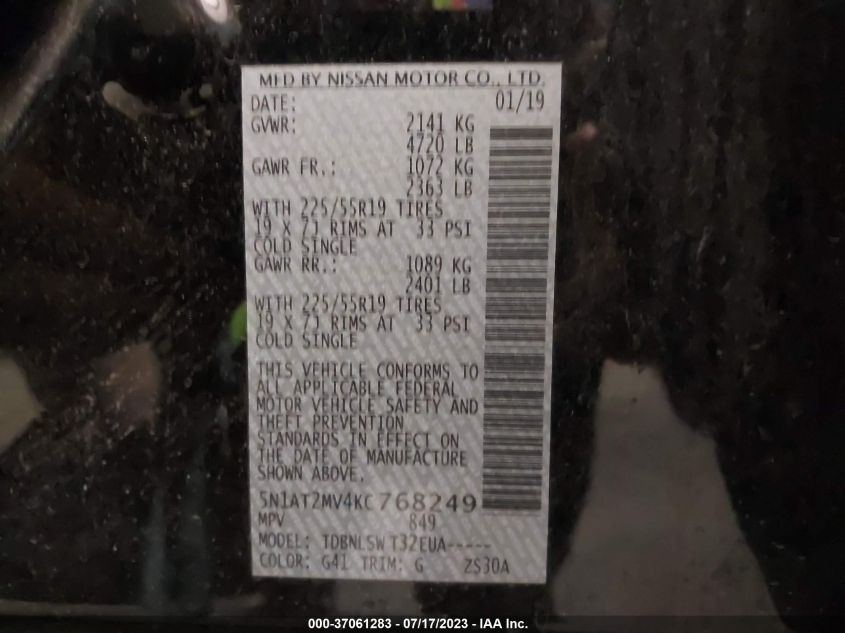 MFD BY NISSAN MOTOR CO., LTD.
DATE: 01/19
GVWR: 2141 KG
4720 LB
GAWR FR.: 1072 KG
2363 LB
WITH 225/55R19 TIRES
19 X 7J RIMS AT 33 PSI
COLD SINGLE
GAWR RR.: 1089 KG
2401 LB
WITH 225/55R19 TIRES
19 X 7J RIMS AT 33 PSI
COLD SINGLE
THIS VEHICLE CONFORMS TO
ALL APPLICABLE FEDERAL
MOTOR VEHICLE SAFETY AND
THEFT PREVENTION
STANDARDS IN EFFECT ON
THE DATE OF MANUFACTURE
SHOWN ABOVE.
5N1AT2MV4KC768249
MPV 849
MODEL: TDBNLSW T32EUA-----
COLOR: G41 TRIM: G ZS30A
000-37061283 - 07/17/2023 - IAA Inc.